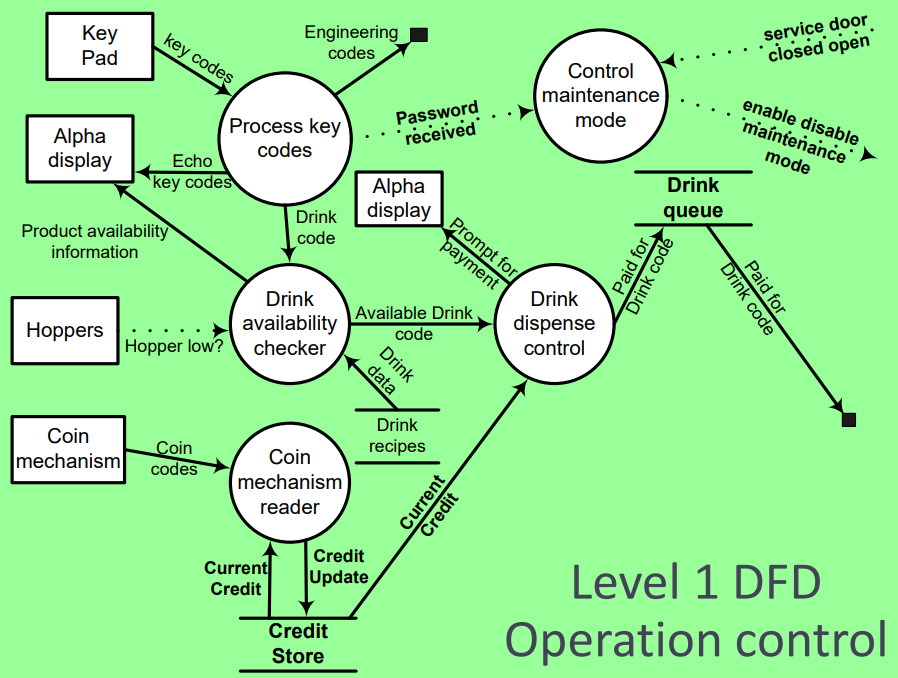 Key
Pad
key codes
Engineering
codes
service door
closed open
Control
maintenance
mode
Password
received
enable disable
maintenance
mode
Process key
codes
Alpha
display
Echo
key codes
Alpha
display
Drink
queue
Drink
code
Product availability
information
Prompt for
payment
Paid for
Drink code
Paid for
Drink code
Hoppers
Hopper low?
Drink
availability
checker
Available Drink
code
Drink
dispense
control
Drink
data
Drink
recipes
Coin
mechanism
Coin
codes
Coin
mechanism
reader
Current
Credit
Current
Credit
Credit
Update
Credit
Store
Level 1 DFD
Operation control